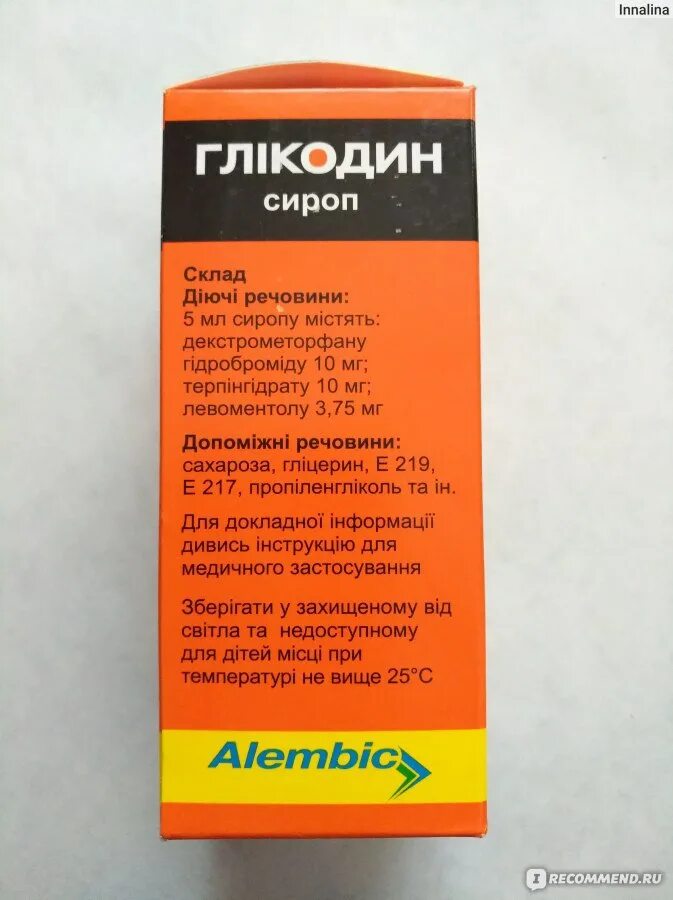 Innalina
ГЛІКОДИН
сироп
Склад
Діючі речовини:
5 мл сиропу містять:
декстрометорфану
гідроброміду 10 мг;
терпінгідрату 10 мг;
левоментолу 3,75 мг
Допоміжні речовини:
сахароза, гліцерин, Е 219,
Е 217, пропіленгліколь та ін.
Для докладної інформації
дивись інструкцію для
медичного застосування
Зберігати у захищеному від
світла та недоступному
для дітей місці при
температурі не вище 25°С
Alembic
I RECOMMEND.RU